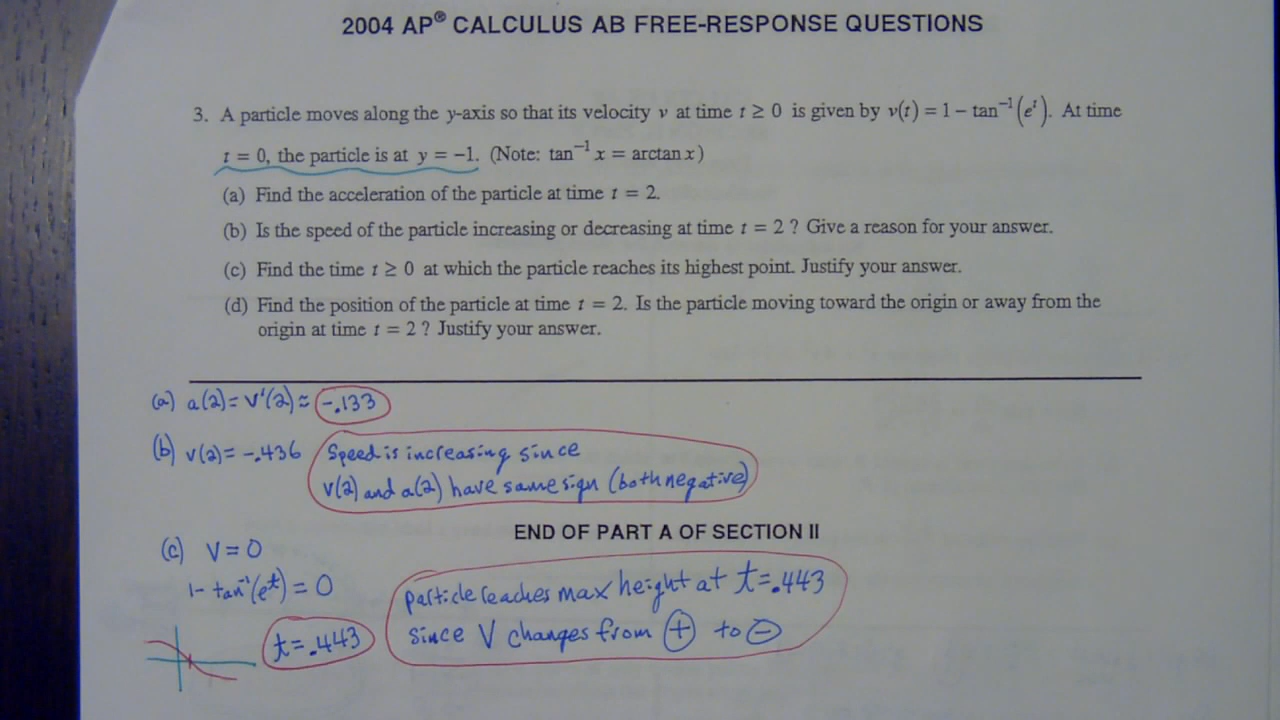 2004 AP® CALCULUS AB FREE-RESPONSE QUESTIONS
3. A particle moves along the y-axis so that its velocity v at time t ≥ 0 is given by v(t) = 1 − tan⁻¹(eᵗ). At time
t = 0, the particle is at y = −1. (Note: tan⁻¹ x = arctan x)
(a) Find the acceleration of the particle at time t = 2.
(b) Is the speed of the particle increasing or decreasing at time t = 2 ? Give a reason for your answer.
(c) Find the time t ≥ 0 at which the particle reaches its highest point. Justify your answer.
(d) Find the position of the particle at time t = 2. Is the particle moving toward the origin or away from the
origin at time t = 2 ? Justify your answer.
(a) a(2) = v'(2) ≈ -.133
(b) v(2) = -.436 Speed is increasing since
v(2) and a(2) have same sign (both negative)
END OF PART A OF SECTION II
(c) V = 0
1 - tan⁻¹(eᵗ) = 0
t = .443
particle reaches max height at t = .443
since V changes from + to −